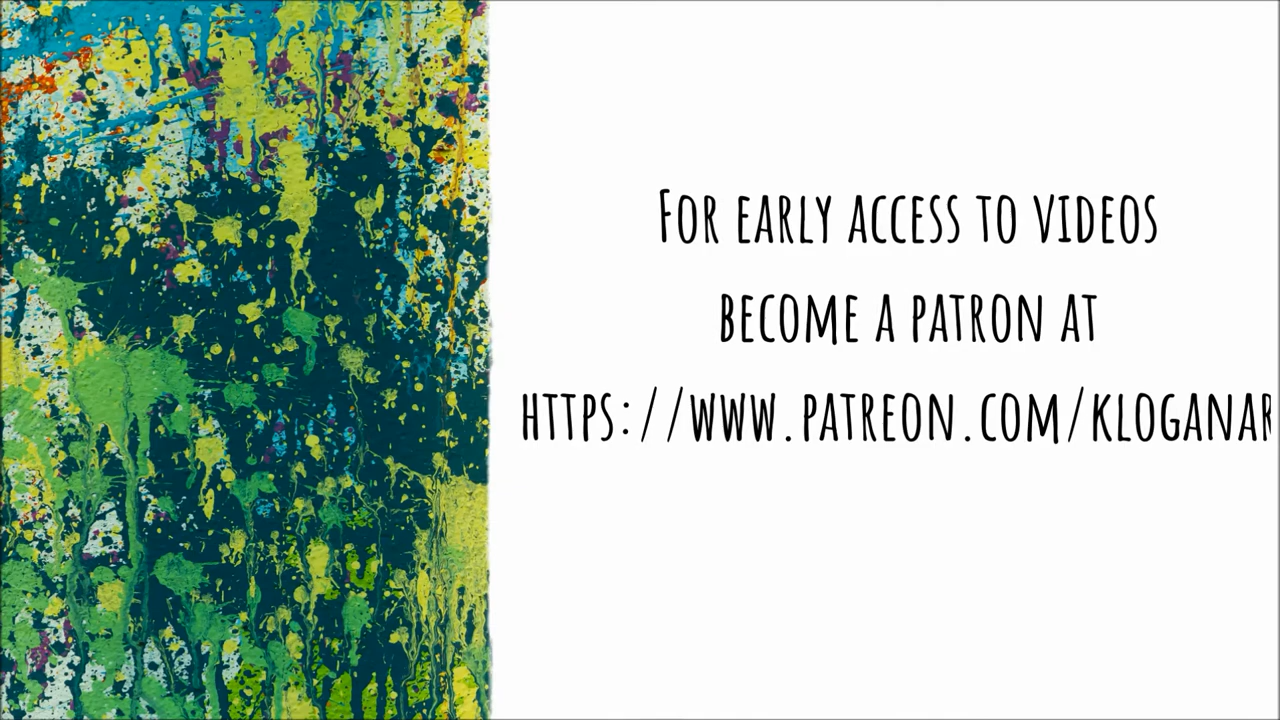 For early access to videos
become a patron at
https://www.patreon.com/kloganar